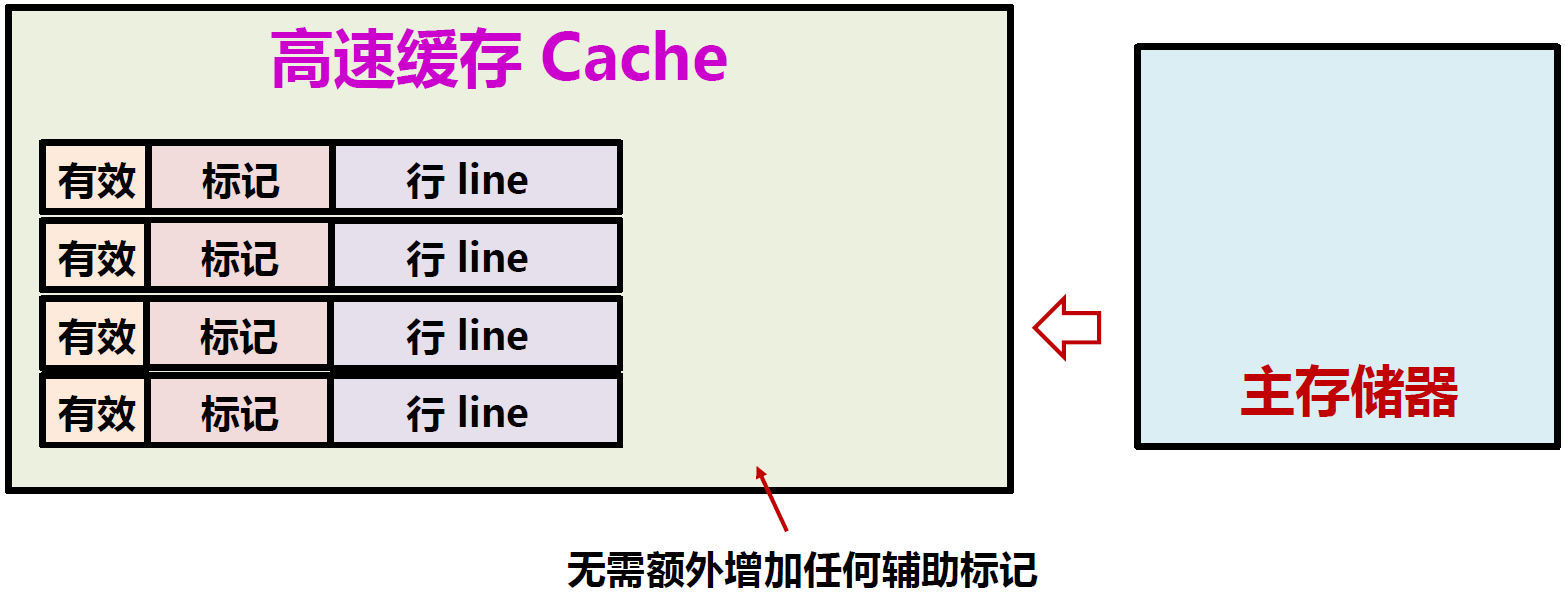 高速缓存 Cache
有效 标记 行 line
有效 标记 行 line
有效 标记 行 line
有效 标记 行 line
主存储器
无需额外增加任何辅助标记